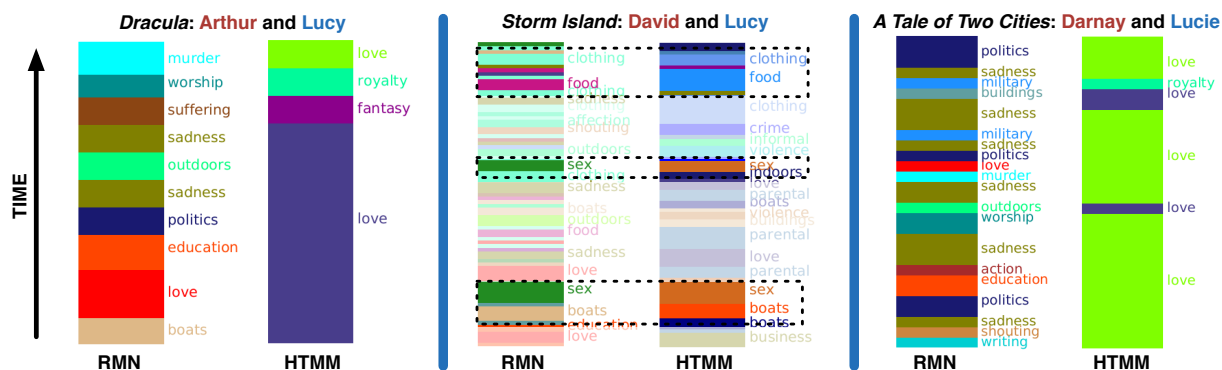 Dracula: Arthur and Lucy
TIME
murder
worship
suffering
sadness
outdoors
sadness
politics
education
love
boats
RMN
love
royalty
fantasy
love
HTMM
Storm Island: David and Lucy
clothing
food
clothing
sadness
affection
shouting
outdoors
sex
clothing
sadness
boats
outdoors
food
sadness
love
sex
boats
education
love
RMN
clothing
food
clothing
crime
informal
violence
sex
indoors
love
parental
boats
violence
buildings
parental
love
parental
sex
boats
boats
business
HTMM
A Tale of Two Cities: Darnay and Lucie
politics
sadness
military
buildings
sadness
military
sadness
politics
love
murder
sadness
outdoors
worship
sadness
action
education
politics
sadness
shouting
writing
RMN
love
royalty
love
love
love
love
HTMM